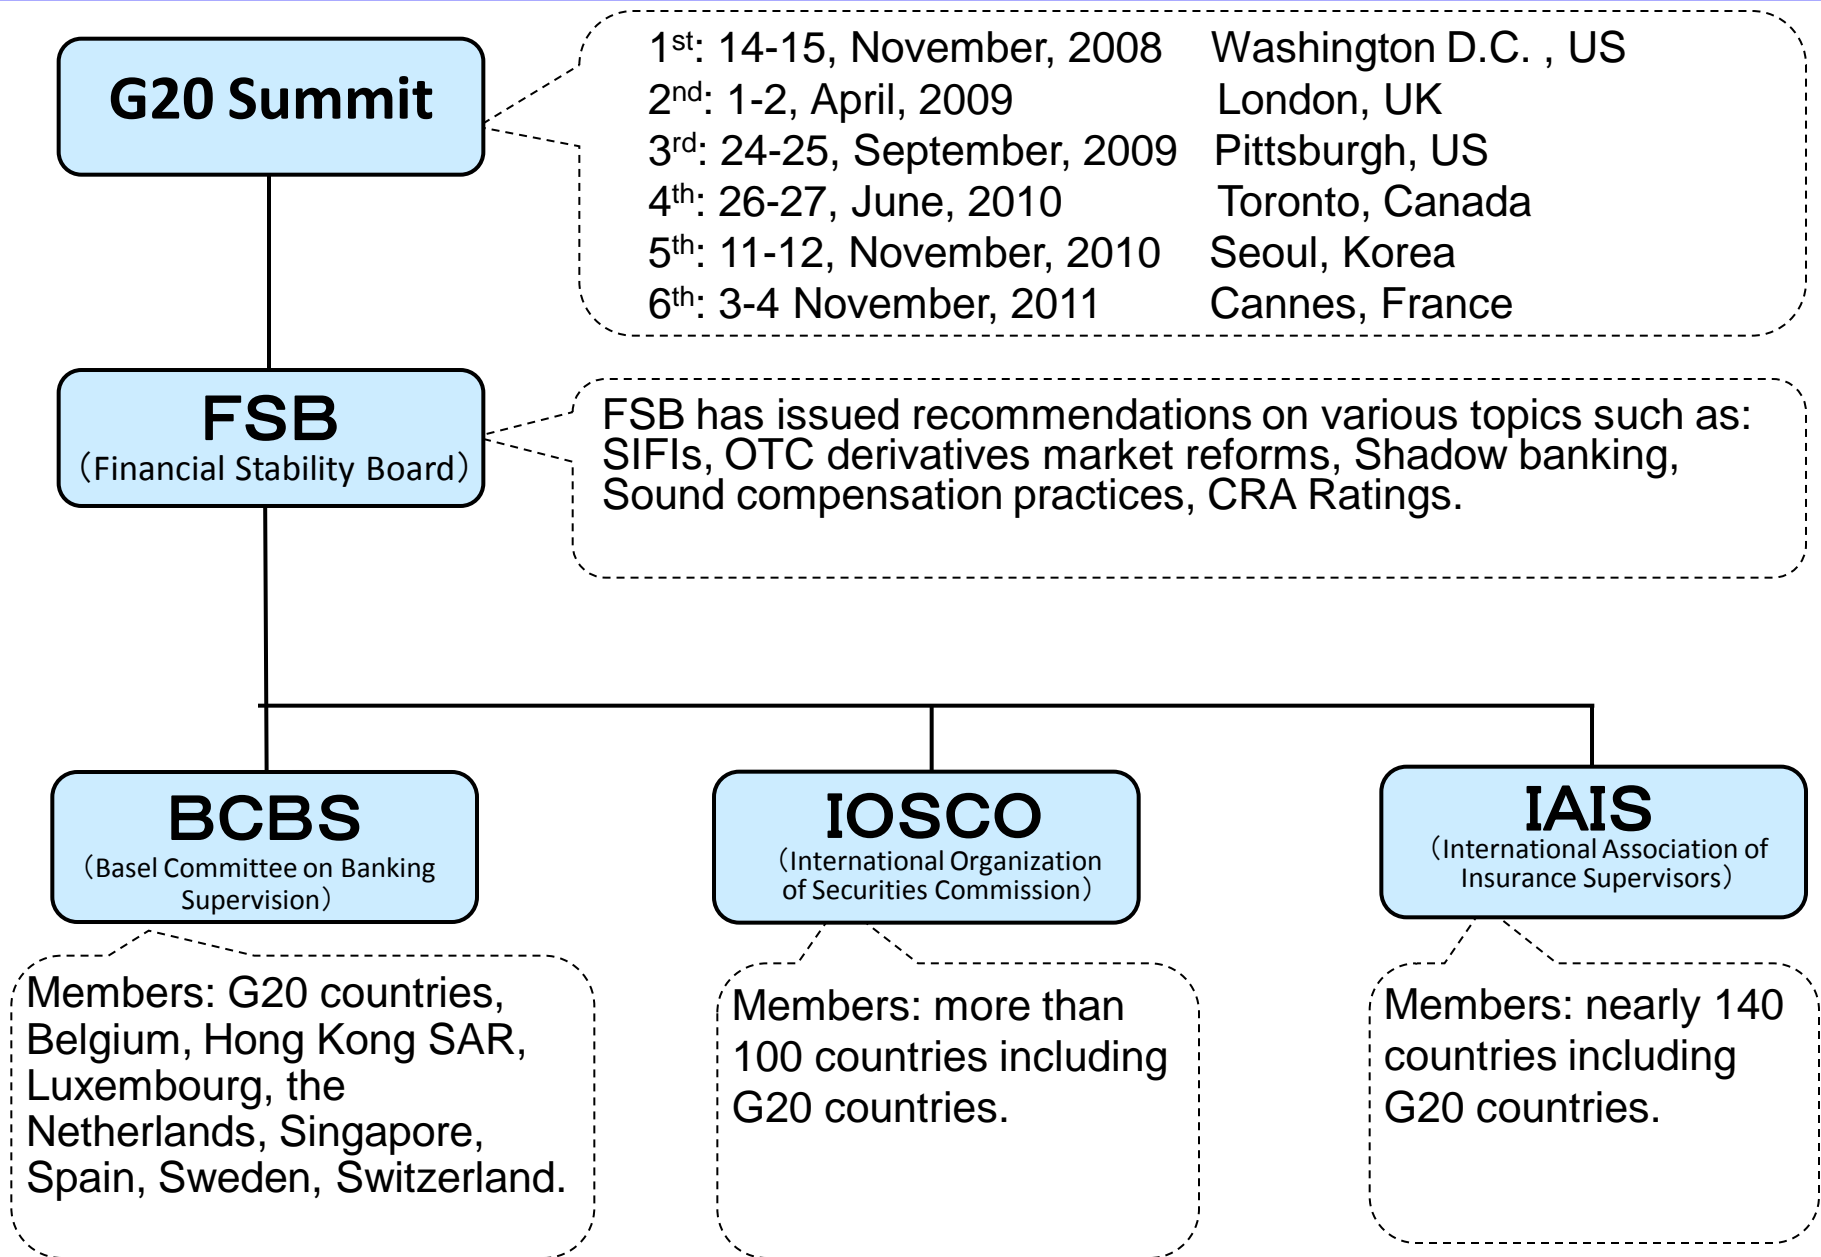 G20 Summit
1st: 14-15, November, 2008 Washington D.C. , US
2nd: 1-2, April, 2009 London, UK
3rd: 24-25, September, 2009 Pittsburgh, US
4th: 26-27, June, 2010 Toronto, Canada
5th: 11-12, November, 2010 Seoul, Korea
6th: 3-4 November, 2011 Cannes, France
FSB
（Financial Stability Board）
FSB has issued recommendations on various topics such as:
SIFIs, OTC derivatives market reforms, Shadow banking,
Sound compensation practices, CRA Ratings.
BCBS
（Basel Committee on Banking
Supervision）
IOSCO
（International Organization
of Securities Commission）
IAIS
（International Association of
Insurance Supervisors）
Members: G20 countries,
Belgium, Hong Kong SAR,
Luxembourg, the
Netherlands, Singapore,
Spain, Sweden, Switzerland.
Members: more than
100 countries including
G20 countries.
Members: nearly 140
countries including
G20 countries.